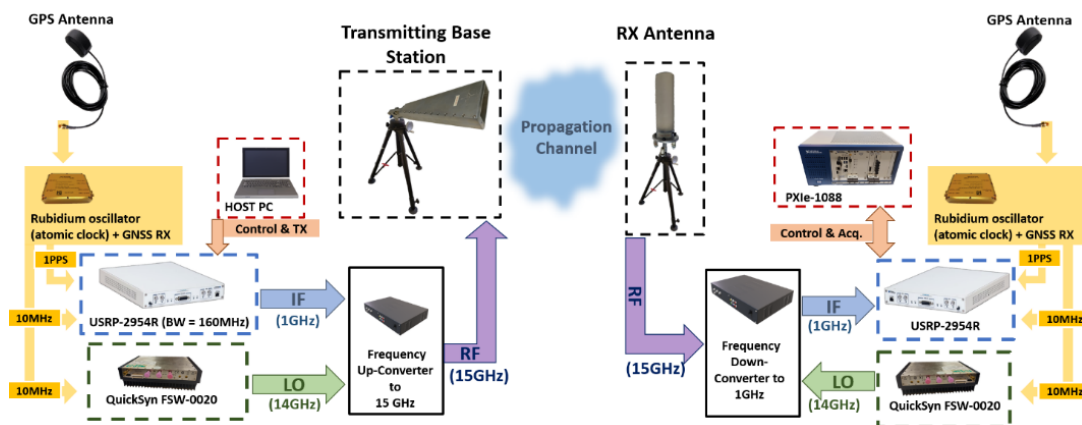 GPS Antenna
Transmitting Base
Station
RX Antenna
GPS Antenna
Propagation
Channel
HOST PC
PXIe-1088
Rubidium oscillator
(atomic clock) + GNSS RX
Control & TX
Control & Acq.
Rubidium oscillator
(atomic clock) + GNSS RX
1PPS
1PPS
USRP-2954R (BW = 160MHz)
10MHz
IF
(1GHz)
RF
RF
(15GHz)
(15GHz)
IF
(1GHz)
USRP-2954R
10MHz
Frequency
Up-Converter
to
15 GHz
Frequency
Down-
Converter to
1GHz
10MHz
QuickSyn FSW-0020
LO
(14GHz)
LO
(14GHz)
QuickSyn FSW-0020
10MHz